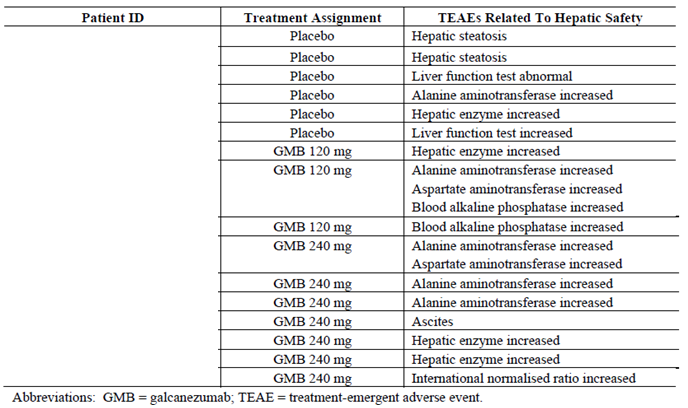 Patient ID Treatment Assignment TEAEs Related To Hepatic Safety
Placebo Hepatic steatosis
Placebo Hepatic steatosis
Placebo Liver function test abnormal
Placebo Alanine aminotransferase increased
Placebo Hepatic enzyme increased
Placebo Liver function test increased
GMB 120 mg Hepatic enzyme increased
GMB 120 mg Alanine aminotransferase increased
Aspartate aminotransferase increased
Blood alkaline phosphatase increased
GMB 120 mg Blood alkaline phosphatase increased
GMB 240 mg Alanine aminotransferase increased
Aspartate aminotransferase increased
GMB 240 mg Alanine aminotransferase increased
GMB 240 mg Alanine aminotransferase increased
GMB 240 mg Ascites
GMB 240 mg Hepatic enzyme increased
GMB 240 mg Hepatic enzyme increased
GMB 240 mg International normalised ratio increased
Abbreviations: GMB = galcanezumab; TEAE = treatment-emergent adverse event.